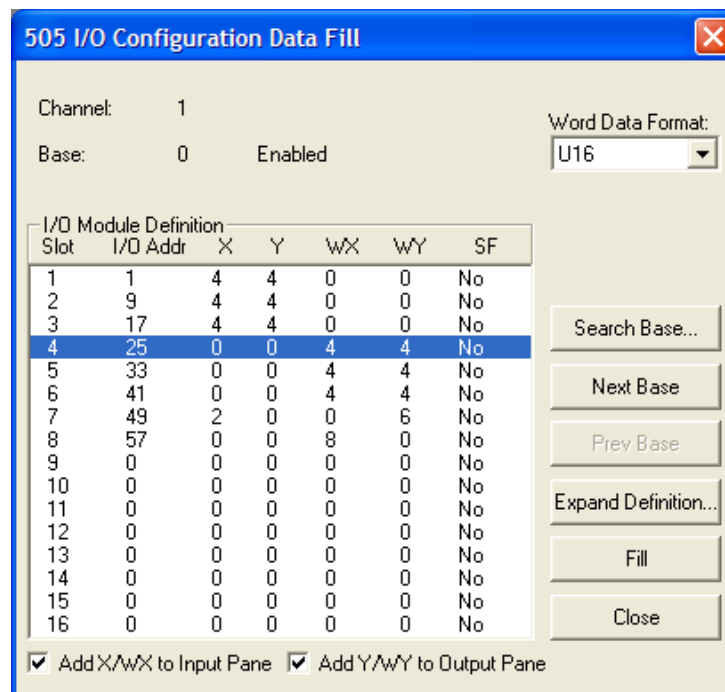 505 I/O Configuration Data Fill
Channel: 1
Word Data Format:
Base: 0 Enabled
U16
I/O Module Definition
Slot I/O Addr X Y WX WY SF
1 1 4 4 0 0 No
2 9 4 4 0 0 No
3 17 4 4 0 0 No
4 25 0 0 4 4 No
5 33 0 0 4 4 No
6 41 0 0 4 4 No
7 49 2 0 0 6 No
8 57 0 0 8 0 No
9 0 0 0 0 0 No
10 0 0 0 0 0 No
11 0 0 0 0 0 No
12 0 0 0 0 0 No
13 0 0 0 0 0 No
14 0 0 0 0 0 No
15 0 0 0 0 0 No
16 0 0 0 0 0 No
Search Base...
Next Base
Prev Base
Expand Definition...
Fill
Close
Add X/WX to Input Pane Add Y/WY to Output Pane